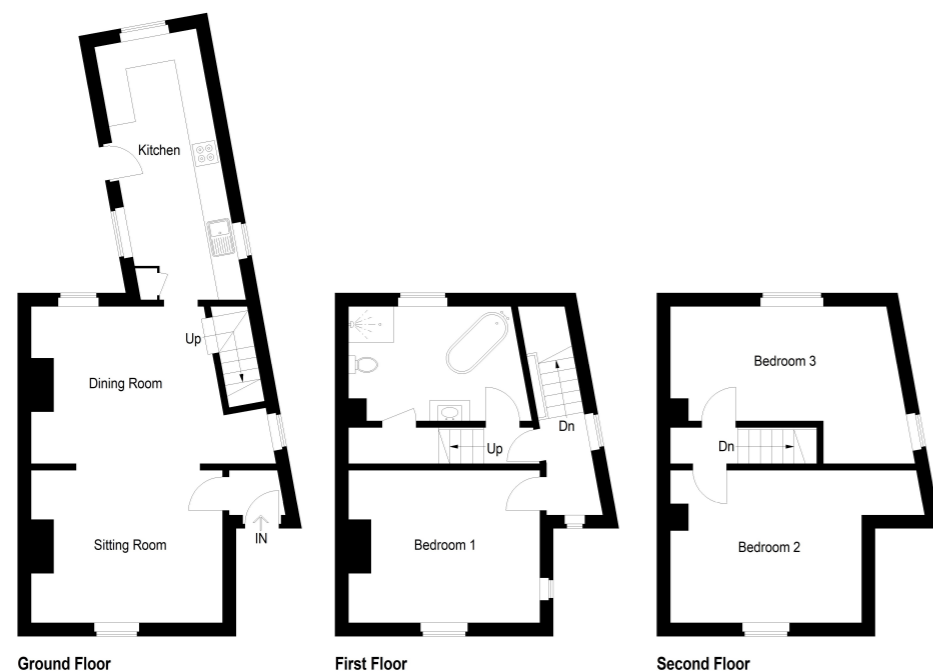 Kitchen
Up
Dining Room
IN
Sitting Room
Ground Floor
Dn
Up
Bedroom 1
First Floor
Bedroom 3
Dn
Bedroom 2
Second Floor